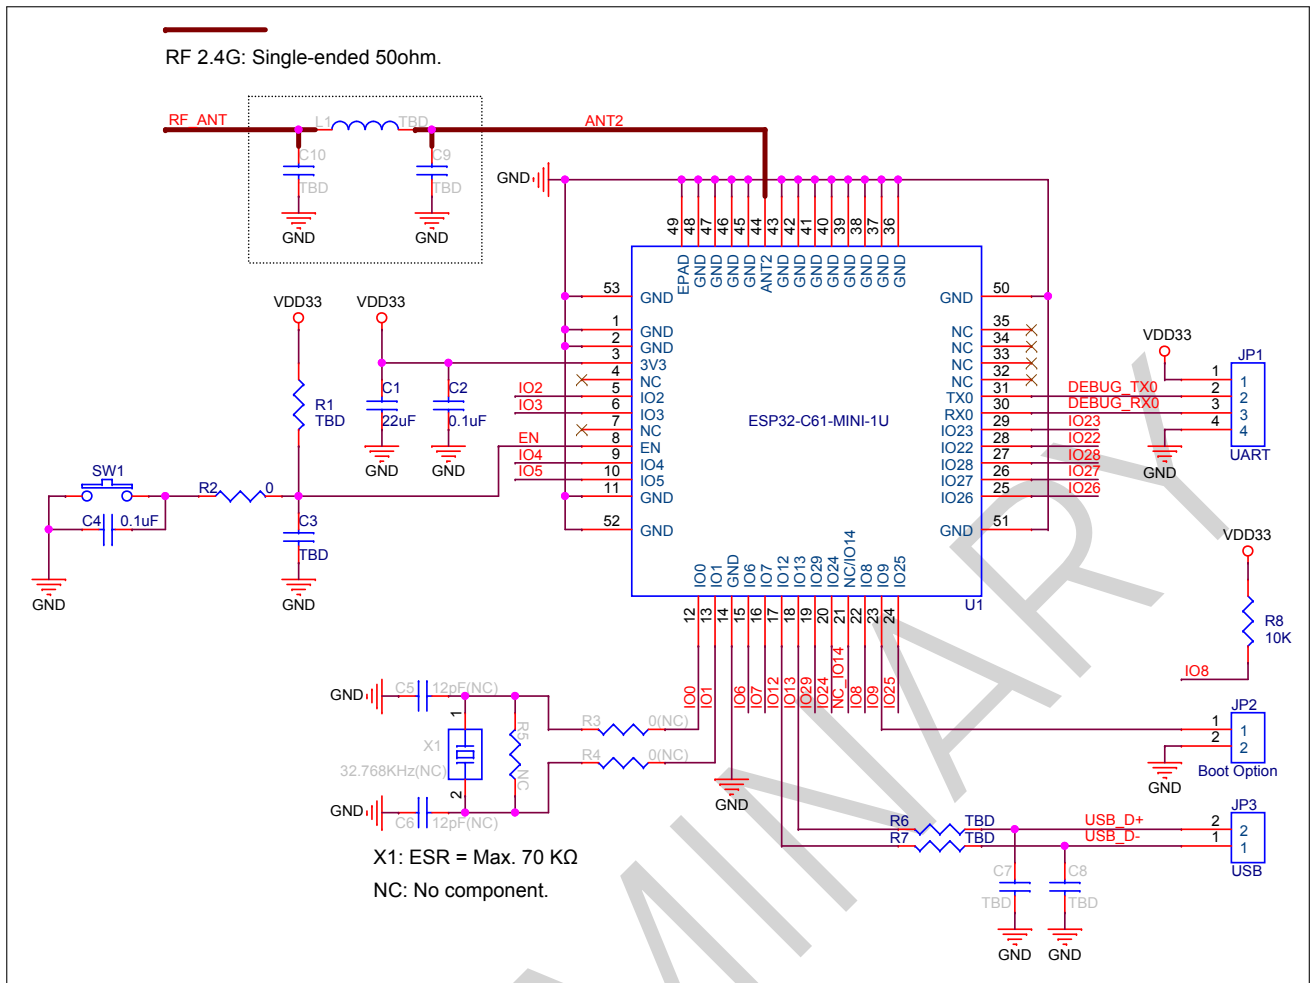 RF 2.4G: Single-ended 50ohm.
RF_ANT
L1
TBD
ANT2
C10
TBD
C9
TBD
GND
GND
GND
49
48
47
46
45
44
43
42
41
40
39
38
37
36
EPAD
GND
GND
GND
GND
ANT2
GND
GND
GND
GND
GND
GND
GND
GND
53 GND
1 GND
2 GND
3 3V3
4 NC
IO2 5 IO2
IO3 6 IO3
7 NC
EN 8 EN
IO4 9 IO4
IO5 10 IO5
11 GND
52 GND
ESP32-C61-MINI-1U
GND 50
NC 35
NC 34
NC 33
NC 32
TX0 31 DEBUG_TX0
RX0 30 DEBUG_RX0
IO23 29 IO23
IO22 28 IO22
IO28 27 IO28
IO27 26 IO27
IO26 25 IO26
GND 51
U1
VDD33
VDD33
R1
TBD
C1
22uF
C2
0.1uF
GND
GND
SW1
R2
0
C4
0.1uF
C3
TBD
GND
GND
VDD33
JP1
1 1
2 2
3 3
4 4
GND
UART
IO0
IO1
GND
IO6
IO7
IO12
IO13
IO29
IO24
NC/IO14
IO8
IO9
IO25
12
13
14
15
16
17
18
19
20
21
22
23
24
IO0
IO1
IO6
IO7
IO12
IO13
IO29
IO24
NC_IO14
IO8
IO9
IO25
VDD33
R8
10K
IO8
GND
C5
12pF(NC)
1
X1
32.768KHz(NC)
2
R5
NC
R3
0(NC)
R4
0(NC)
GND
C6
12pF(NC)
GND
X1: ESR = Max. 70 KΩ
NC: No component.
JP2
1 1
2 2
GND
Boot Option
JP3
R6
TBD
USB_D+
2 2
R7
TBD
USB_D-
1 1
USB
C7
TBD
C8
TBD
GND
GND
MINARY